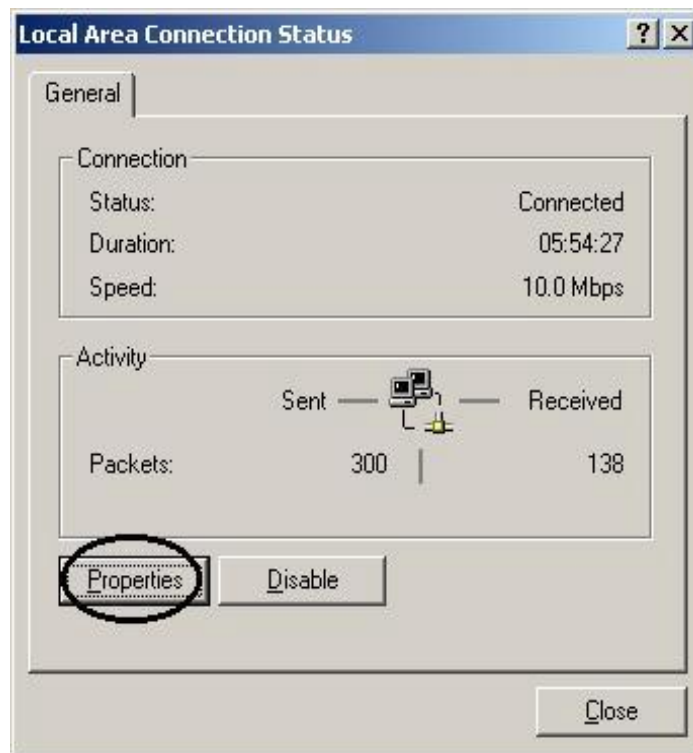 Local Area Connection Status
General
Connection
Status: Connected
Duration: 05:54:27
Speed: 10.0 Mbps
Activity
Sent Received
Packets: 300 138
Properties Disable
Close